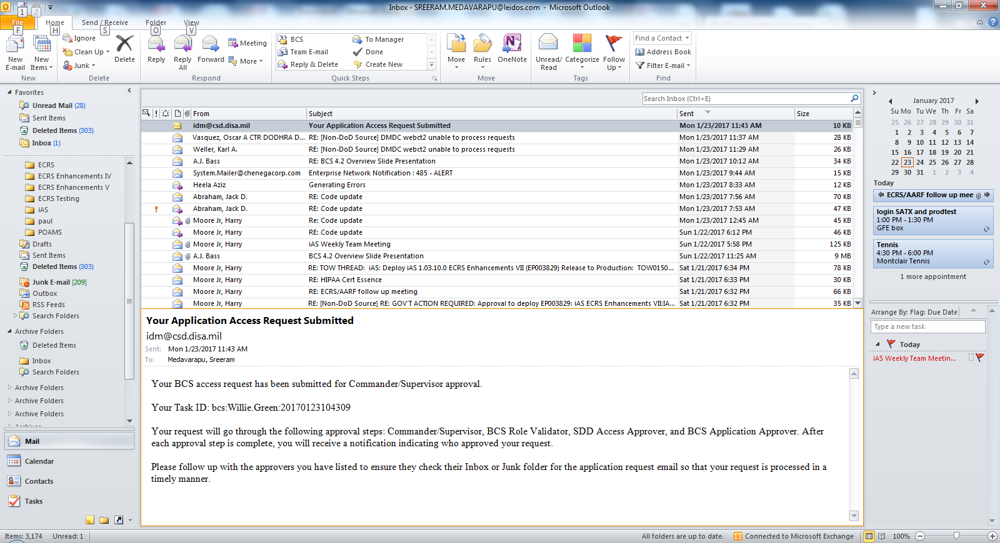 Inbox - SREERAM.MEDAVARAPU@leidos.com - Microsoft Outlook
1 2
File Home Send / Receive Folder View
F H S O V
New E-mail
New Items
New
Ignore
Clean Up
Junk
Delete
Delete
Reply
Reply All
Forward
Meeting
More
Respond
BCS To Manager
Team E-mail Done
Reply & Delete Create New
Quick Steps
Move Rules OneNote
Move
Unread/ Read
Categorize
Follow Up
Tags
Find a Contact
Address Book
Filter E-mail
Find
Favorites
Unread Mail (28)
Sent Items
Deleted Items (303)
Inbox (1)
ECRS
ECRS Enhancements IV
ECRS Enhancements V
ECRS Testing
iAS
paul
POAMS
Drafts
Sent Items
Deleted Items (303)
Junk E-mail [209]
Outbox
RSS Feeds
Search Folders
Archive Folders
Deleted Items
Inbox
Search Folders
Archive Folders
Archive Folders
Archive Folders
Mail
Calendar
Contacts
Tasks
Search Inbox (Ctrl+E)
From Subject Sent Size
idm@csd.disa.mil Your Application Access Request Submitted Mon 1/23/2017 11:43 AM 10 KB
Vasquez, Oscar A CTR DODHRA D... RE: [Non-DoD Source] DMDC webct2 unable to process requests Mon 1/23/2017 11:37 AM 28 KB
Weller, Karl A. RE: [Non-DoD Source] DMDC webct2 unable to process requests Mon 1/23/2017 11:29 AM 26 KB
A.J. Bass RE: BCS 4.2 Overview Slide Presentation Mon 1/23/2017 10:12 AM 34 KB
System.Mailer@chenegacorp.com Enterprise Network Notification : 485 - ALERT Mon 1/23/2017 9:44 AM 15 KB
Heela Aziz Generating Errors Mon 1/23/2017 8:33 AM 12 KB
Abraham, Jack D. RE: Code update Mon 1/23/2017 7:56 AM 70 KB
Abraham, Jack D. RE: Code update Mon 1/23/2017 7:53 AM 47 KB
Moore Jr, Harry Re: Code update Mon 1/23/2017 12:45 AM 45 KB
Moore Jr, Harry RE: Code update Sun 1/22/2017 6:12 PM 46 KB
Moore Jr, Harry iAS Weekly Team Meeting Sun 1/22/2017 5:58 PM 125 KB
A.J. Bass BCS 4.2 Overview Slide Presentation Sun 1/22/2017 11:25 AM 9 MB
Moore Jr, Harry RE: TOW THREAD: iAS: Deploy iAS 1.03.10.0 ECRS Enhancements VII (EP003829) Release to Production: TOW0150... Sat 1/21/2017 6:34 PM 78 KB
Moore Jr, Harry RE: HIPAA Cert Essence Sat 1/21/2017 6:33 PM 30 KB
Moore Jr, Harry RE: ECRS/AARF follow up meeting Sat 1/21/2017 6:32 PM 66 KB
Moore Jr, Harry RE: [Non-DoD Source] RE: GOV'T ACTION REQUIRED: Approval to deploy EP003829: iAS ECRS Enhancements VII:IA... Sat 1/21/2017 6:32 PM 35 KB
Your Application Access Request Submitted
idm@csd.disa.mil
Sent: Mon 1/23/2017 11:43 AM
To: Medavarapu, Sreeram
Your BCS access request has been submitted for Commander/Supervisor approval.
Your Task ID: bcs:Willie.Green:20170123104309
Your request will go through the following approval steps: Commander/Supervisor, BCS Role Validator, SDD Access Approver, and BCS Application Approver. After
each approval step is complete, you will receive a notification indicating who approved your request.
Please follow up with the approvers you have listed to ensure they check their Inbox or Junk folder for the application request email so that your request is processed in a
timely manner.
January 2017
Su Mo Tu We Th Fr Sa
25 26 27 28 29 30 31
1 2 3 4 5 6 7
8 9 10 11 12 13 14
15 16 17 18 19 20 21
22 23 24 25 26 27 28
29 30 31 1 2 3 4
Today
ECRS/AARF follow up mee
login SATX and prodtest
1:00 PM - 1:30 PM
GFE box
Tennis
4:30 PM - 6:00 PM
Montclair Tennis
1 more appointment
Arrange By: Flag: Due Date
Type a new task
Today
iAS Weekly Team Meetin...
Items: 3,174 Unread: 1
All folders are up to date. Connected to Microsoft Exchange 100%